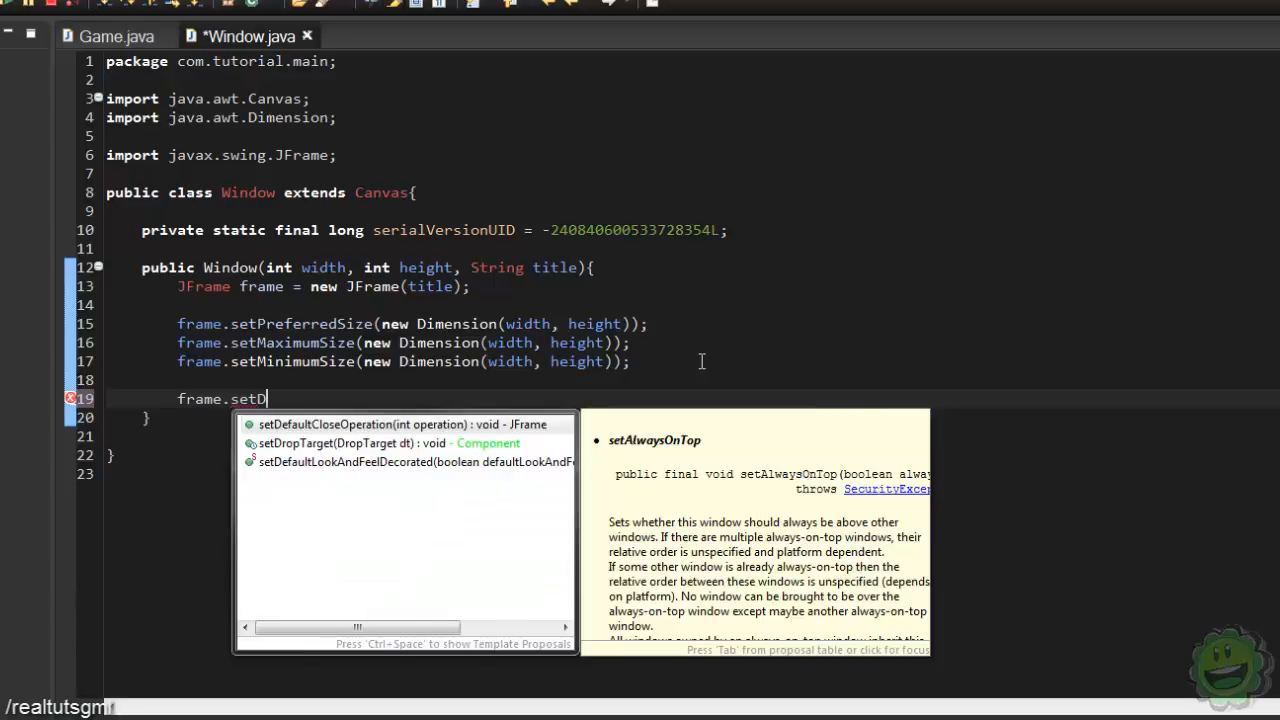 Game.java
*Window.java
1 package com.tutorial.main;
2
3 import java.awt.Canvas;
4 import java.awt.Dimension;
5
6 import javax.swing.JFrame;
7
8 public class Window extends Canvas{
9
10 private static final long serialVersionUID = -240840600533728354L;
11
12 public Window(int width, int height, String title){
13 JFrame frame = new JFrame(title);
14
15 frame.setPreferredSize(new Dimension(width, height));
16 frame.setMaximumSize(new Dimension(width, height));
17 frame.setMinimumSize(new Dimension(width, height));
18
19 frame.setD
20 }
21
22 }
23
setDefaultCloseOperation(int operation) : void - JFrame
setDropTarget(DropTarget dt) : void - Component
setDefaultLookAndFeelDecorated(boolean defaultLookAndFe
Press 'Ctrl+Space' to show Template Proposals
setAlwaysOnTop
public final void setAlwaysOnTop(boolean alway
throws SecurityExcep
Sets whether this window should always be above other
windows. If there are multiple always-on-top windows, their
relative order is unspecified and platform dependent.
If some other window is already always-on-top then the
relative order between these windows is unspecified (depends
on platform). No window can be brought to be over the
always-on-top window except maybe another always-on-top
window.
Press 'Tab' from proposal table or click for focus
/realtutsgml